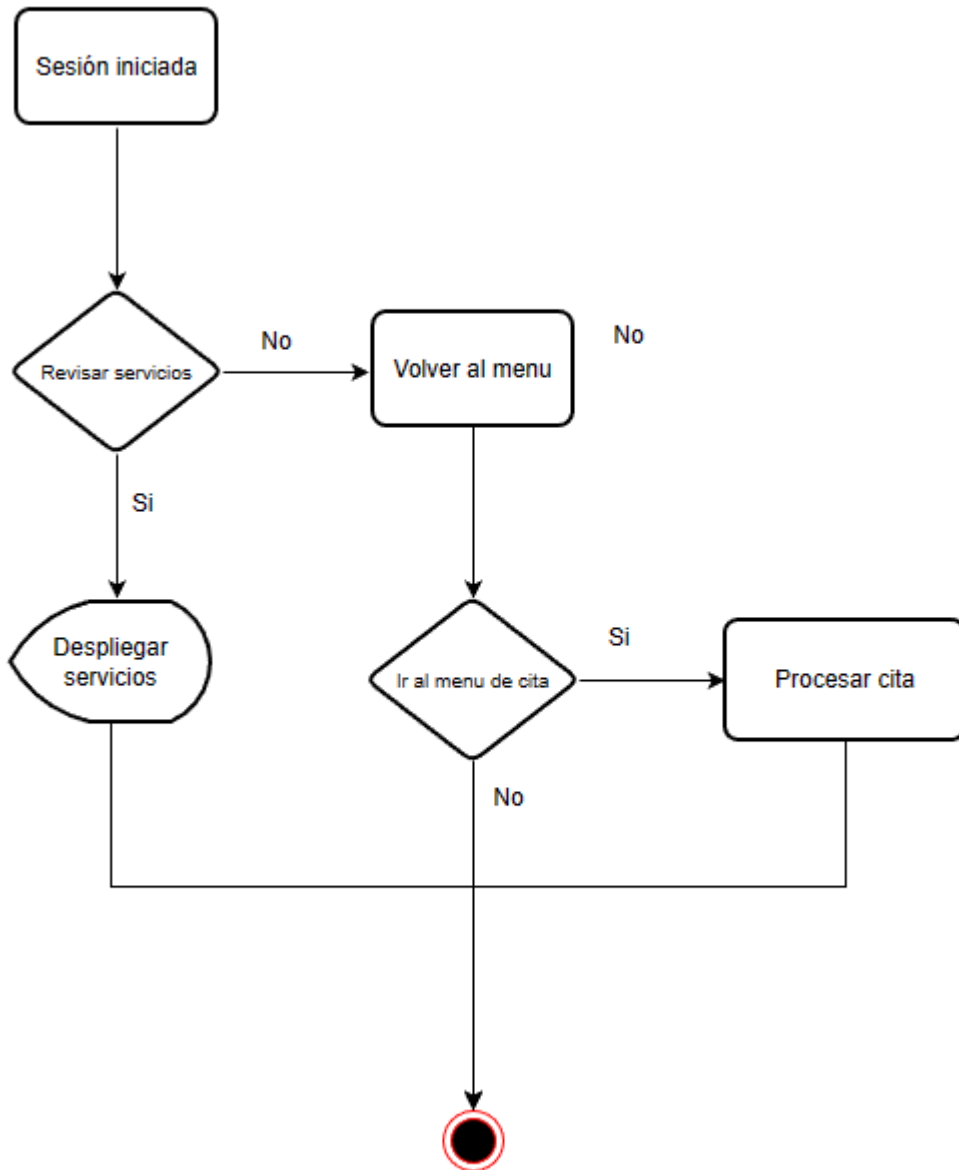 Sesión iniciada
Revisar servicios
No
Volver al menu
No
Si
Despliegar
servicios
Ir al menu de cita
Si
Procesar cita
No